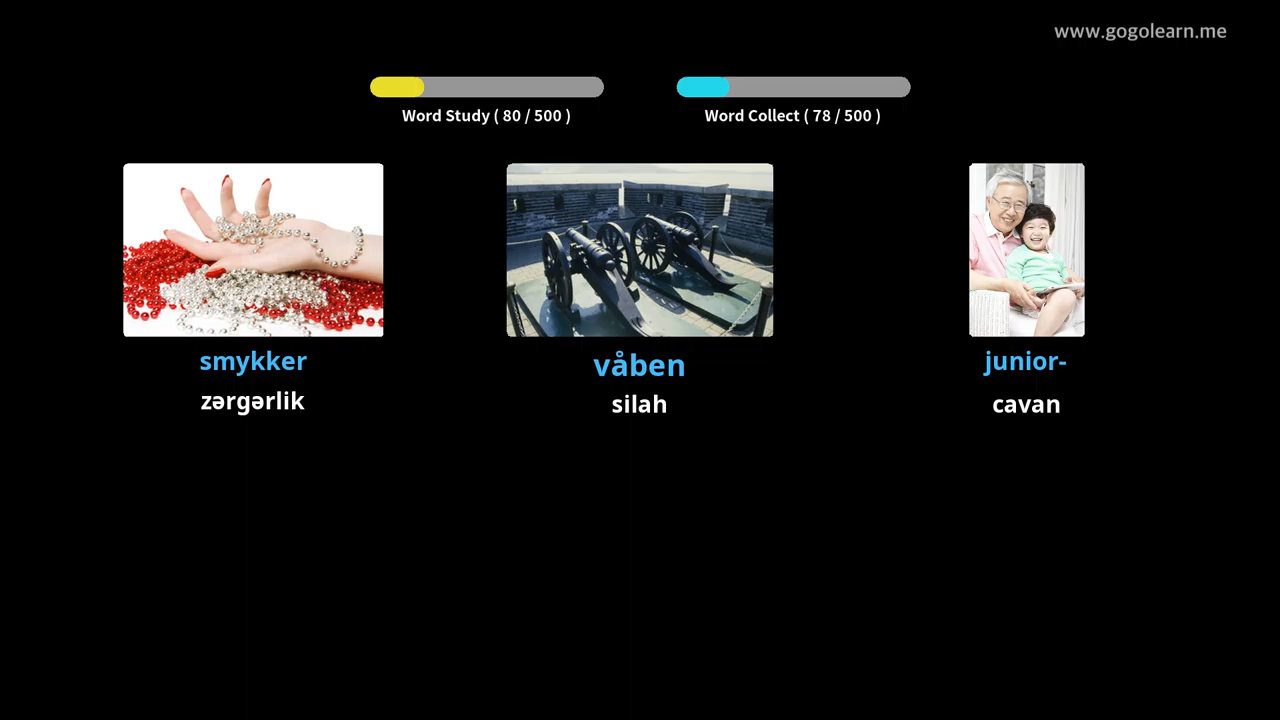 www.gogolearn.me
Word Study ( 80 / 500 )
Word Collect ( 78 / 500 )
smykker
våben
junior-
zərgərlik
silah
cavan